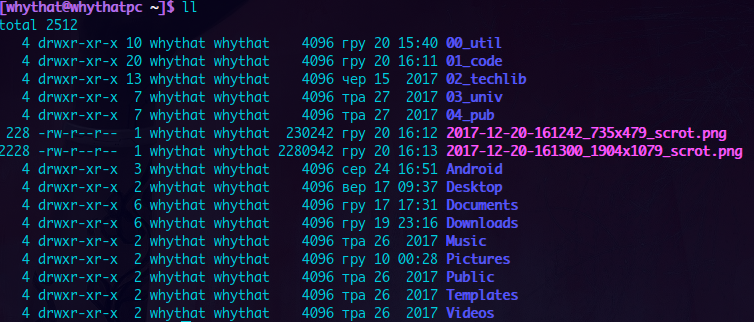 [whythat@whythatpc ~]$ ll
total 2512
   4 drwxr-xr-x 10 whythat whythat    4096 гру 20 15:40 00_util
   4 drwxr-xr-x 20 whythat whythat    4096 гру 20 16:11 01_code
   4 drwxr-xr-x 13 whythat whythat    4096 чер 15  2017 02_techlib
   4 drwxr-xr-x  7 whythat whythat    4096 тра 27  2017 03_univ
   4 drwxr-xr-x  7 whythat whythat    4096 тра 27  2017 04_pub
 228 -rw-r--r--  1 whythat whythat  230242 гру 20 16:12 2017-12-20-161242_735x479_scrot.png
2228 -rw-r--r--  1 whythat whythat 2280942 гру 20 16:13 2017-12-20-161300_1904x1079_scrot.png
   4 drwxr-xr-x  3 whythat whythat    4096 сер 24 16:51 Android
   4 drwxr-xr-x  2 whythat whythat    4096 вер 17 09:37 Desktop
   4 drwxr-xr-x  6 whythat whythat    4096 гру 17 17:31 Documents
   4 drwxr-xr-x  6 whythat whythat    4096 гру 19 23:16 Downloads
   4 drwxr-xr-x  2 whythat whythat    4096 тра 26  2017 Music
   4 drwxr-xr-x  2 whythat whythat    4096 гру 10 00:28 Pictures
   4 drwxr-xr-x  2 whythat whythat    4096 тра 26  2017 Public
   4 drwxr-xr-x  2 whythat whythat    4096 тра 26  2017 Templates
   4 drwxr-xr-x  2 whythat whythat    4096 тра 26  2017 Videos